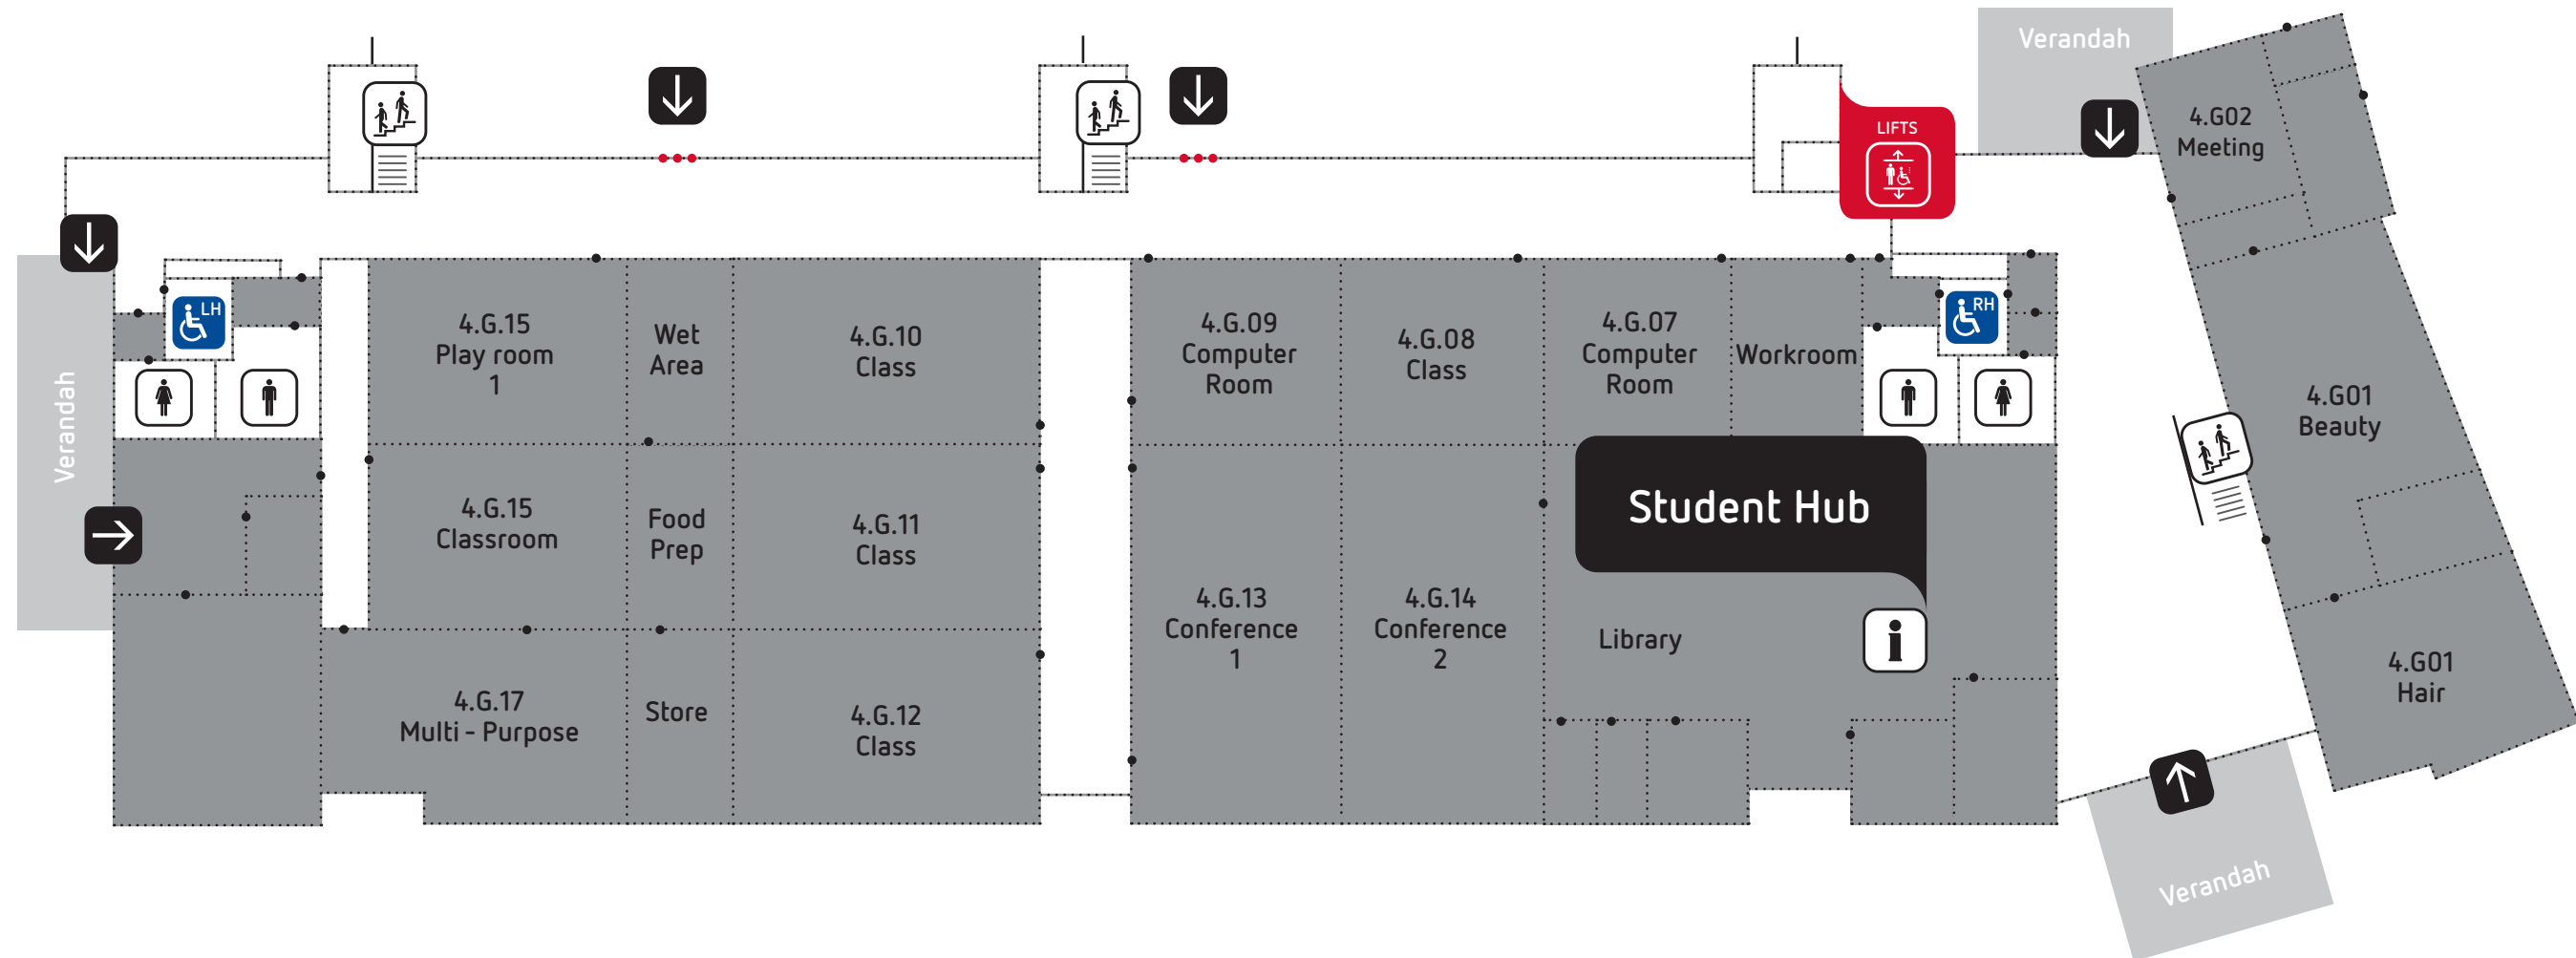 Verandah
LIFTS
4.G02
Meeting
LH
4.G.15
Play room
1
Wet
Area
4.G.10
Class
4.G.09
Computer
Room
4.G.08
Class
4.G.07
Computer
Room
Workroom
RH
4.G01
Beauty
Verandah
4.G.15
Classroom
Food
Prep
4.G.11
Class
Student Hub
4.G.13
Conference
1
4.G.14
Conference
2
Library
i
4.G.17
Multi - Purpose
Store
4.G.12
Class
4.G01
Hair
Verandah